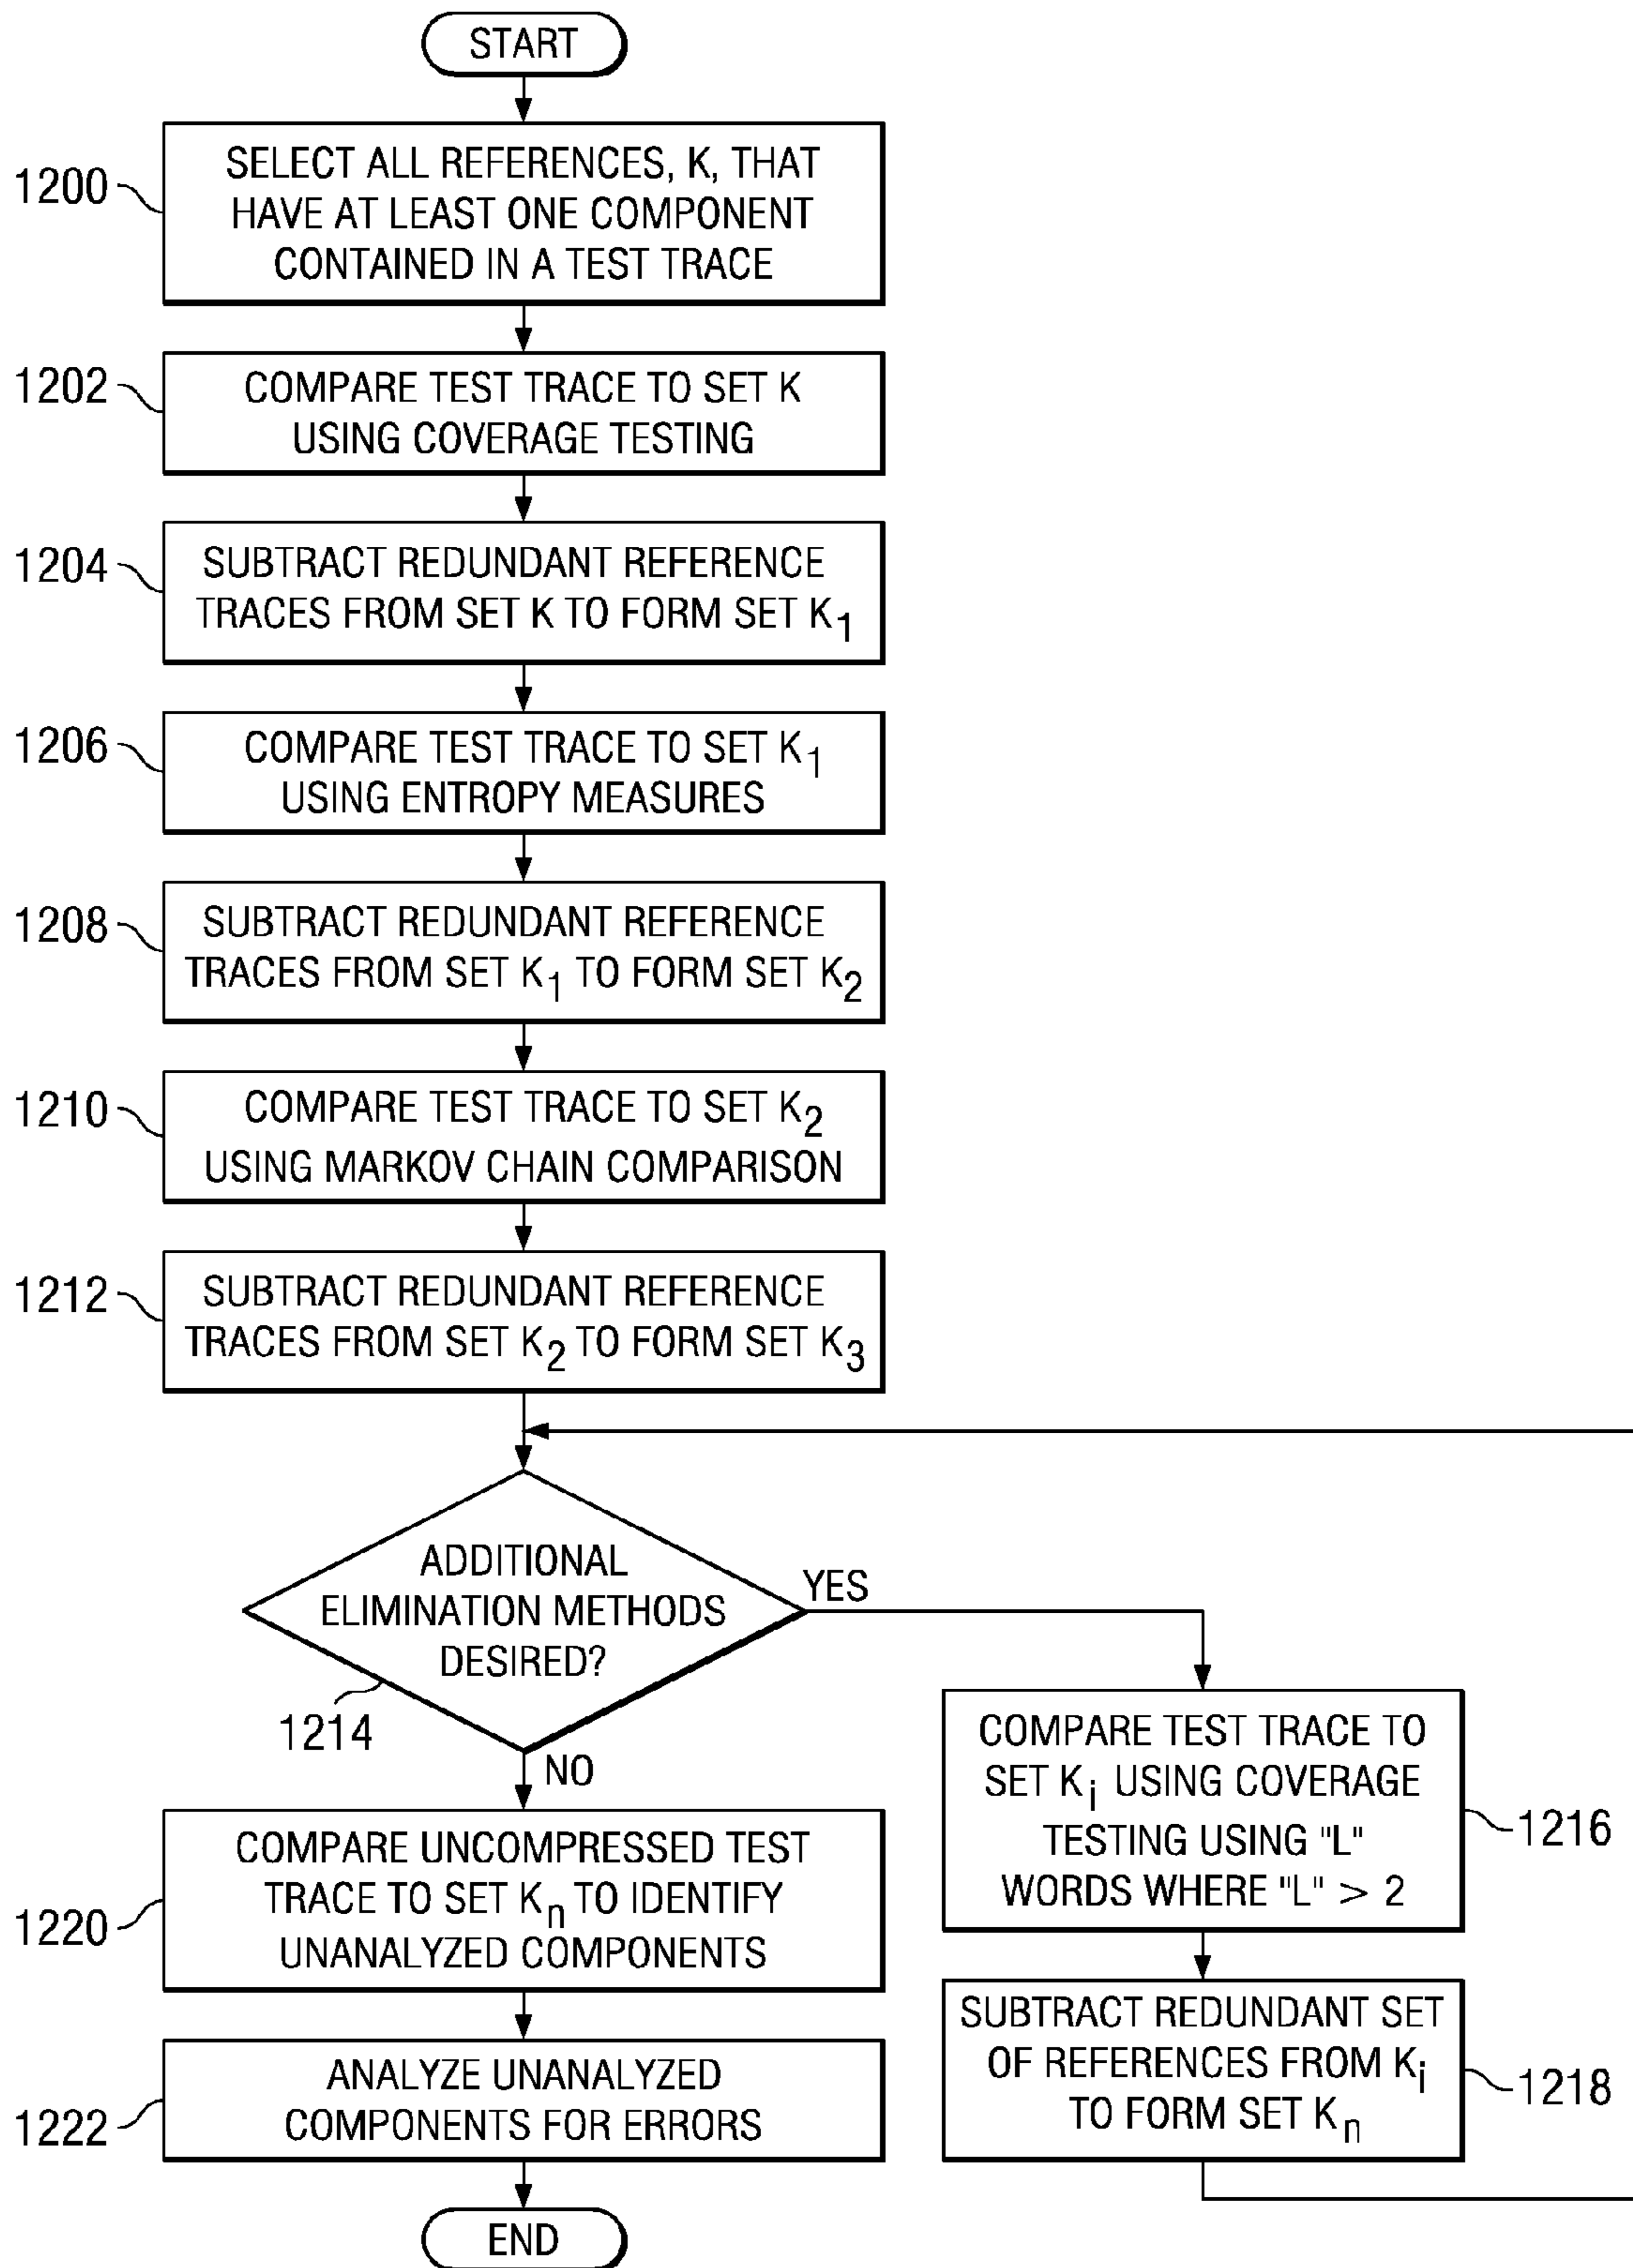 START
1200
SELECT ALL REFERENCES, K, THAT
HAVE AT LEAST ONE COMPONENT
CONTAINED IN A TEST TRACE
1202
COMPARE TEST TRACE TO SET K
USING COVERAGE TESTING
1204
SUBTRACT REDUNDANT REFERENCE
TRACES FROM SET K TO FORM SET K1
1206
COMPARE TEST TRACE TO SET K1
USING ENTROPY MEASURES
1208
SUBTRACT REDUNDANT REFERENCE
TRACES FROM SET K1 TO FORM SET K2
1210
COMPARE TEST TRACE TO SET K2
USING MARKOV CHAIN COMPARISON
1212
SUBTRACT REDUNDANT REFERENCE
TRACES FROM SET K2 TO FORM SET K3
ADDITIONAL
ELIMINATION METHODS
DESIRED?
1214
YES
NO
COMPARE TEST TRACE TO
SET Ki USING COVERAGE
TESTING USING "L"
WORDS WHERE "L" > 2
1216
SUBTRACT REDUNDANT SET
OF REFERENCES FROM Ki
TO FORM SET Kn
1218
1220
COMPARE UNCOMPRESSED TEST
TRACE TO SET Kn TO IDENTIFY
UNANALYZED COMPONENTS
1222
ANALYZE UNANALYZED
COMPONENTS FOR ERRORS
END